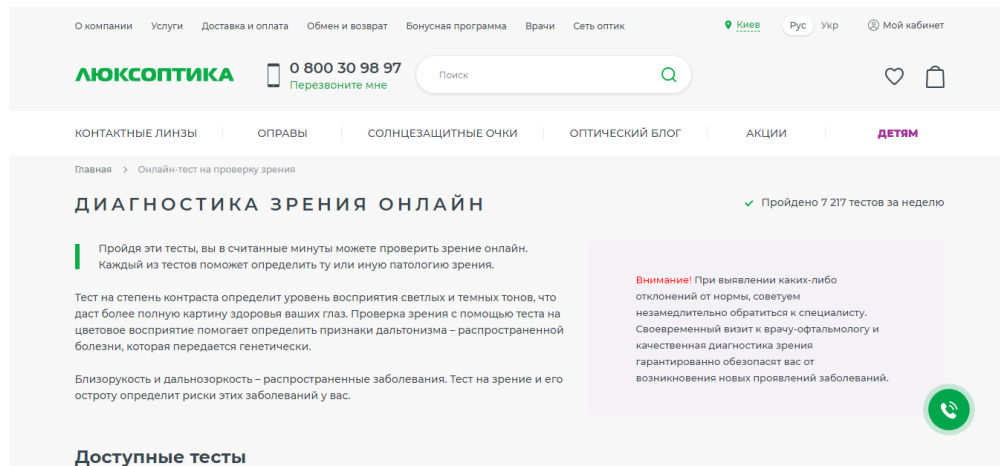 О компании Услуги Доставка и оплата Обмен и возврат Бонусная программа Врачи Сеть оптик Киев Рус Укр Мой кабинет
ЛЮКСОПТИКА 0 800 30 98 97 Поиск
Перезвоните мне
КОНТАКТНЫЕ ЛИНЗЫ ОПРАВЫ СОЛНЦЕЗАЩИТНЫЕ ОЧКИ ОПТИЧЕСКИЙ БЛОГ АКЦИИ ДЕТЯМ
Главная > Онлайн-тест на проверку зрения
ДИАГНОСТИКА ЗРЕНИЯ ОНЛАЙН
Пройдено 7 217 тестов за неделю
Пройдя эти тесты, вы в считанные минуты можете проверить зрение онлайн.
Каждый из тестов поможет определить ту или иную патологию зрения.
Тест на степень контраста определит уровень восприятия светлых и темных тонов, что
даст более полную картину здоровья ваших глаз. Проверка зрения с помощью теста на
цветовое восприятие помогает определить признаки дальтонизма – распространенной
болезни, которая передается генетически.
Близорукость и дальнозоркость – распространенные заболевания. Тест на зрение и его
остроту определит риски этих заболеваний у вас.
Внимание! При выявлении каких-либо
отклонений от нормы, советуем
незамедлительно обратиться к специалисту.
Своевременный визит к врачу-офтальмологу и
качественная диагностика зрения
гарантированно обезопасят вас от
возникновения новых проявлений заболеваний.
Доступные тесты